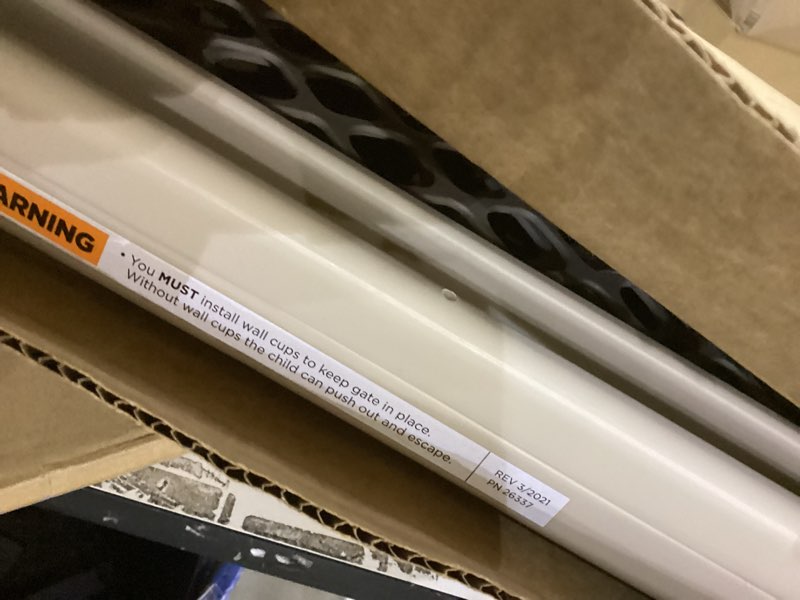 ARNING
• You MUST install wall cups to keep gate in place.
Without wall cups the child can push out and escape.
REV 3/2021
PN 26337